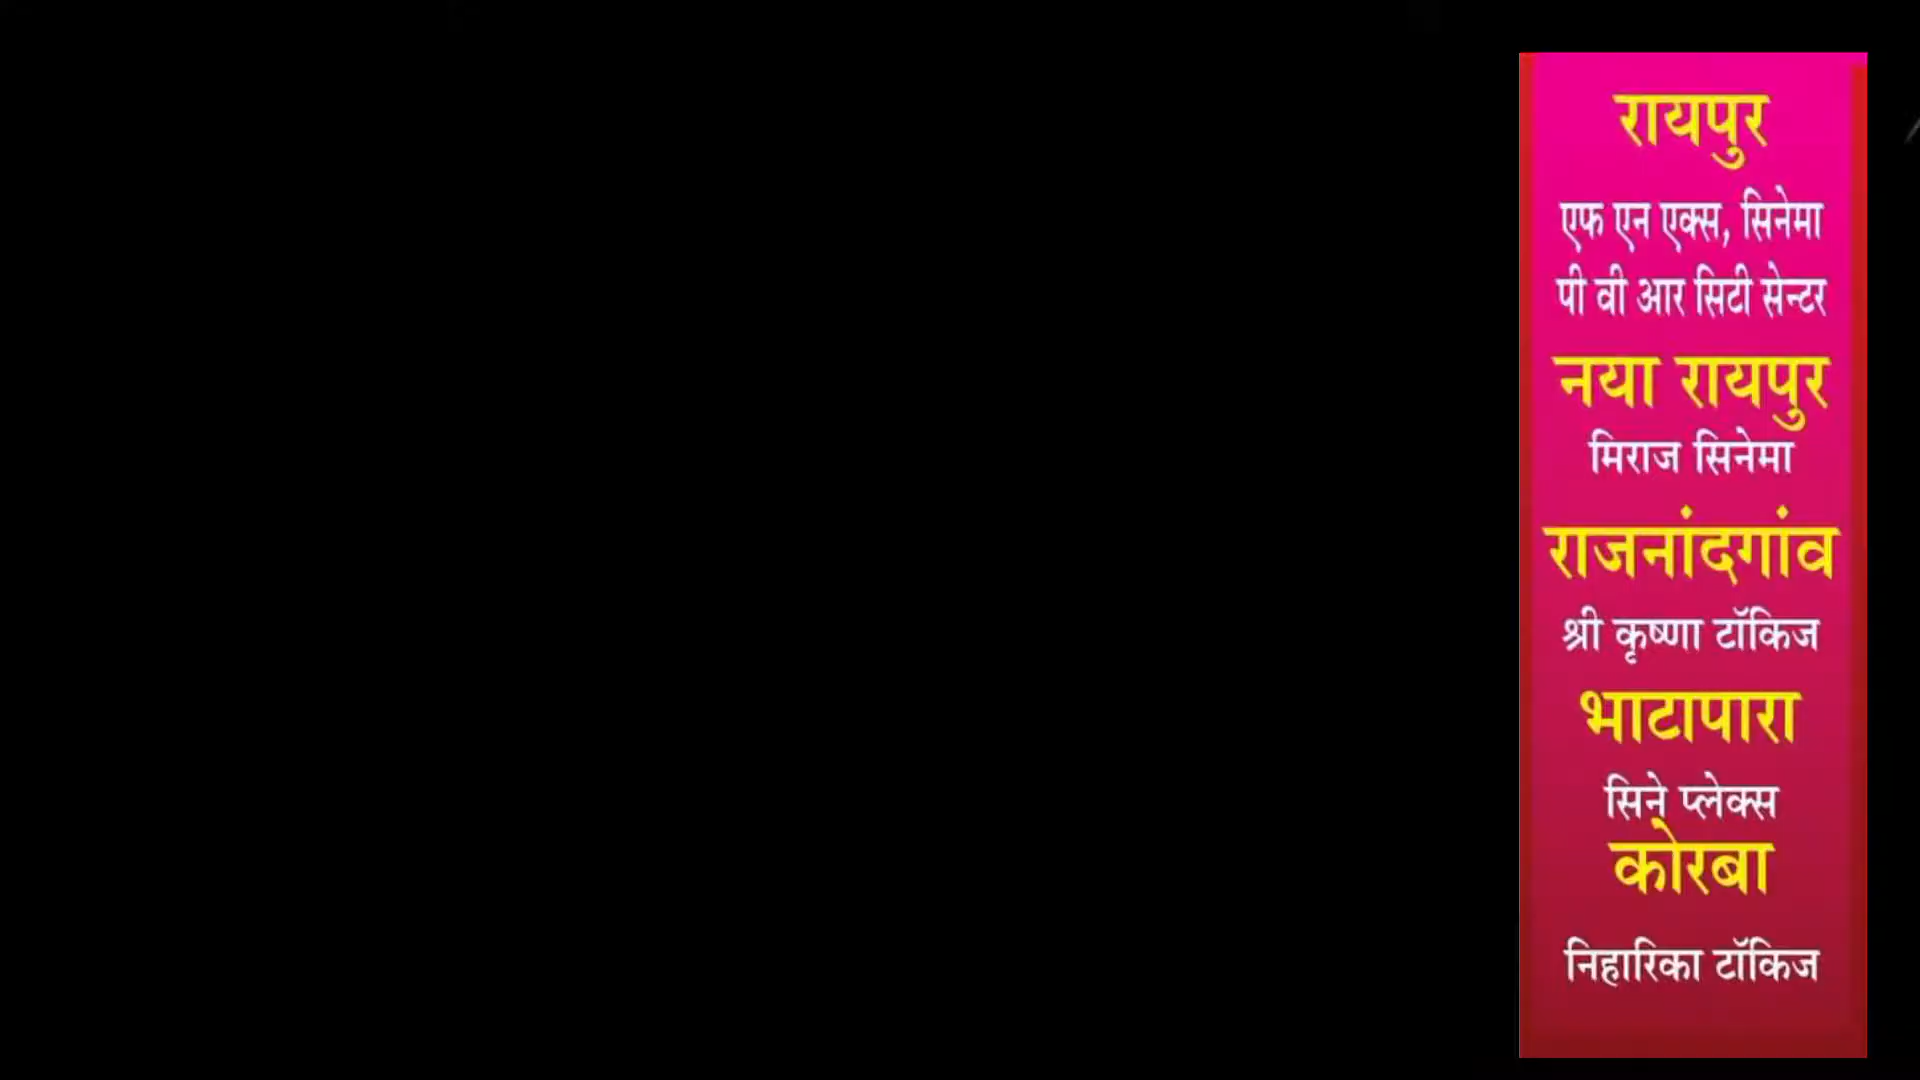 रायपुर
एफ एन एक्स, सिनेमा
पी वी आर सिटी सेन्टर
नया रायपुर
मिराज सिनेमा
राजनांदगांव
श्री कृष्णा टॉकिज
भाटापारा
सिने प्लेक्स
कोरबा
निहारिका टॉकिज